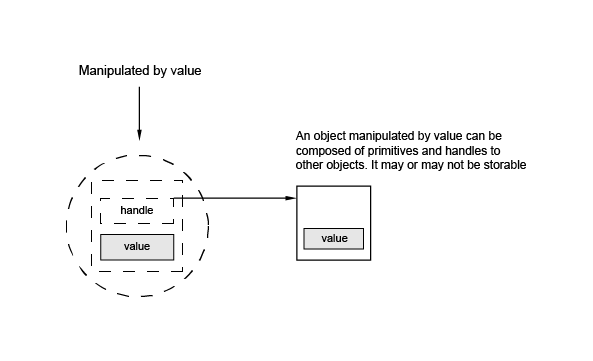 Manipulated by value
An object manipulated by value can be
composed of primitives and handles to
other objects. It may or may not be storable
handle
value
value